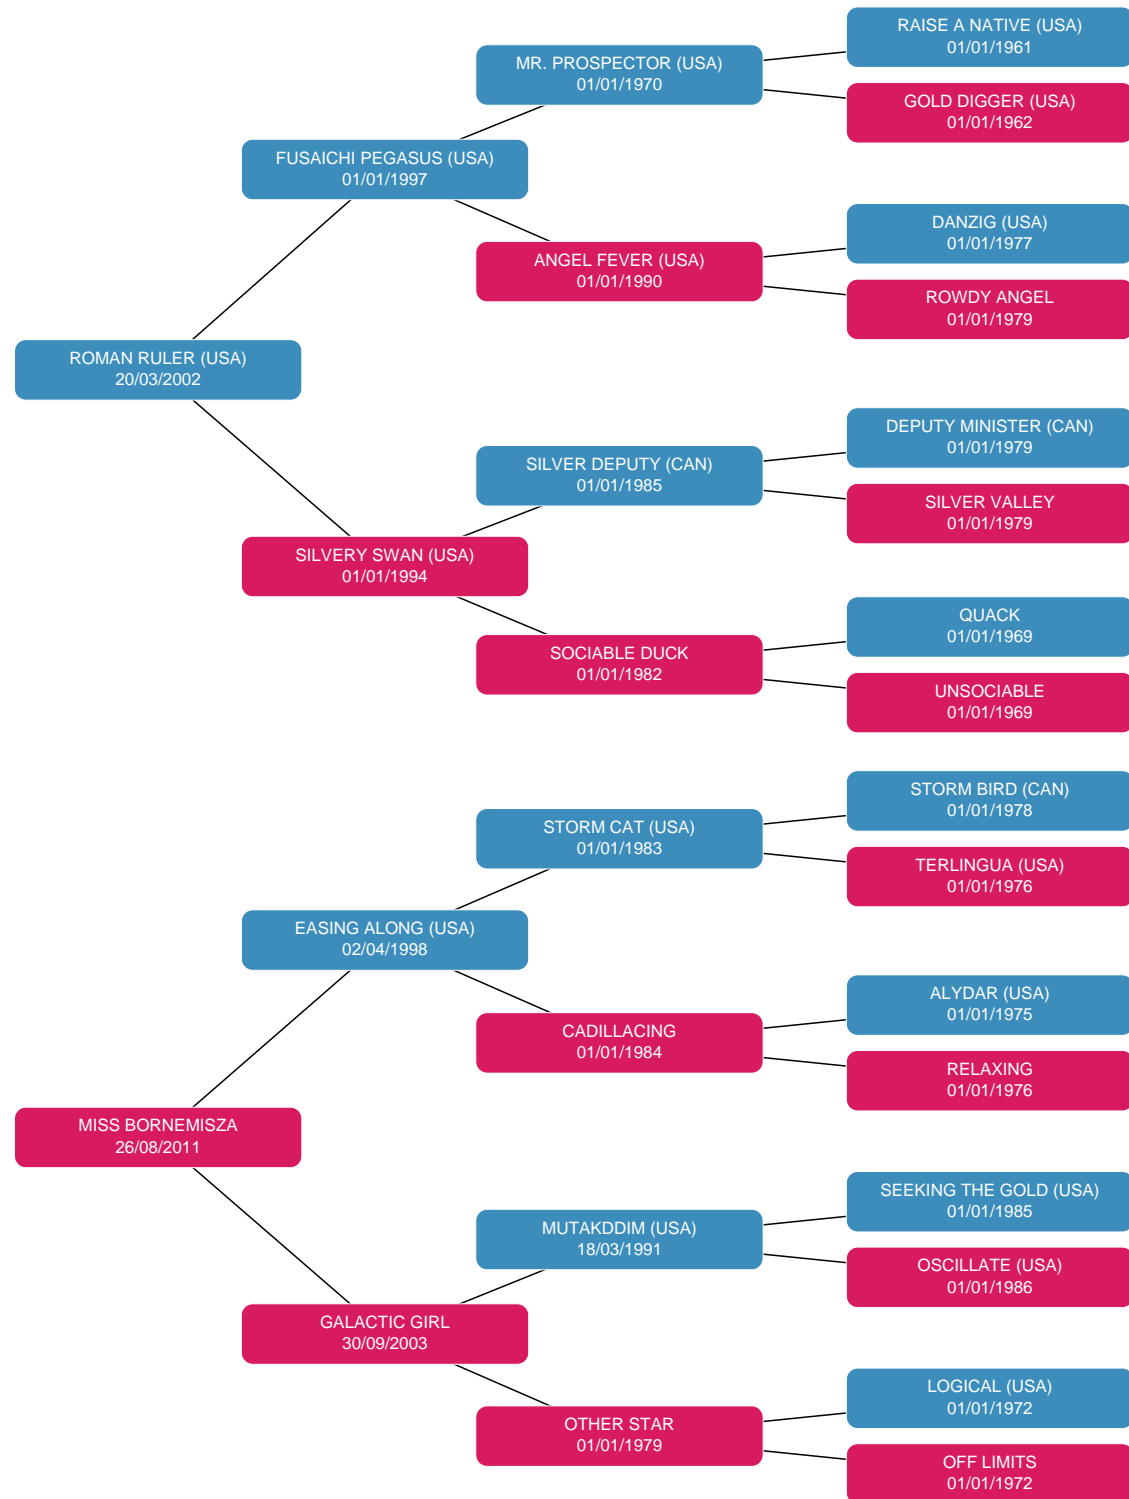 RAISE A NATIVE (USA)
01/01/1961
MR. PROSPECTOR (USA)
01/01/1970
GOLD DIGGER (USA)
01/01/1962
FUSAICHI PEGASUS (USA)
01/01/1997
DANZIG (USA)
01/01/1977
ANGEL FEVER (USA)
01/01/1990
ROWDY ANGEL
01/01/1979
ROMAN RULER (USA)
20/03/2002
DEPUTY MINISTER (CAN)
01/01/1979
SILVER DEPUTY (CAN)
01/01/1985
SILVER VALLEY
01/01/1979
SILVERY SWAN (USA)
01/01/1994
QUACK
01/01/1969
SOCIABLE DUCK
01/01/1982
UNSOCIABLE
01/01/1969
STORM BIRD (CAN)
01/01/1978
STORM CAT (USA)
01/01/1983
TERLINGUA (USA)
01/01/1976
EASING ALONG (USA)
02/04/1998
ALYDAR (USA)
01/01/1975
CADILLACING
01/01/1984
RELAXING
01/01/1976
MISS BORNEMISZA
26/08/2011
SEEKING THE GOLD (USA)
01/01/1985
MUTAKDDIM (USA)
18/03/1991
OSCILLATE (USA)
01/01/1986
GALACTIC GIRL
30/09/2003
LOGICAL (USA)
01/01/1972
OTHER STAR
01/01/1979
OFF LIMITS
01/01/1972